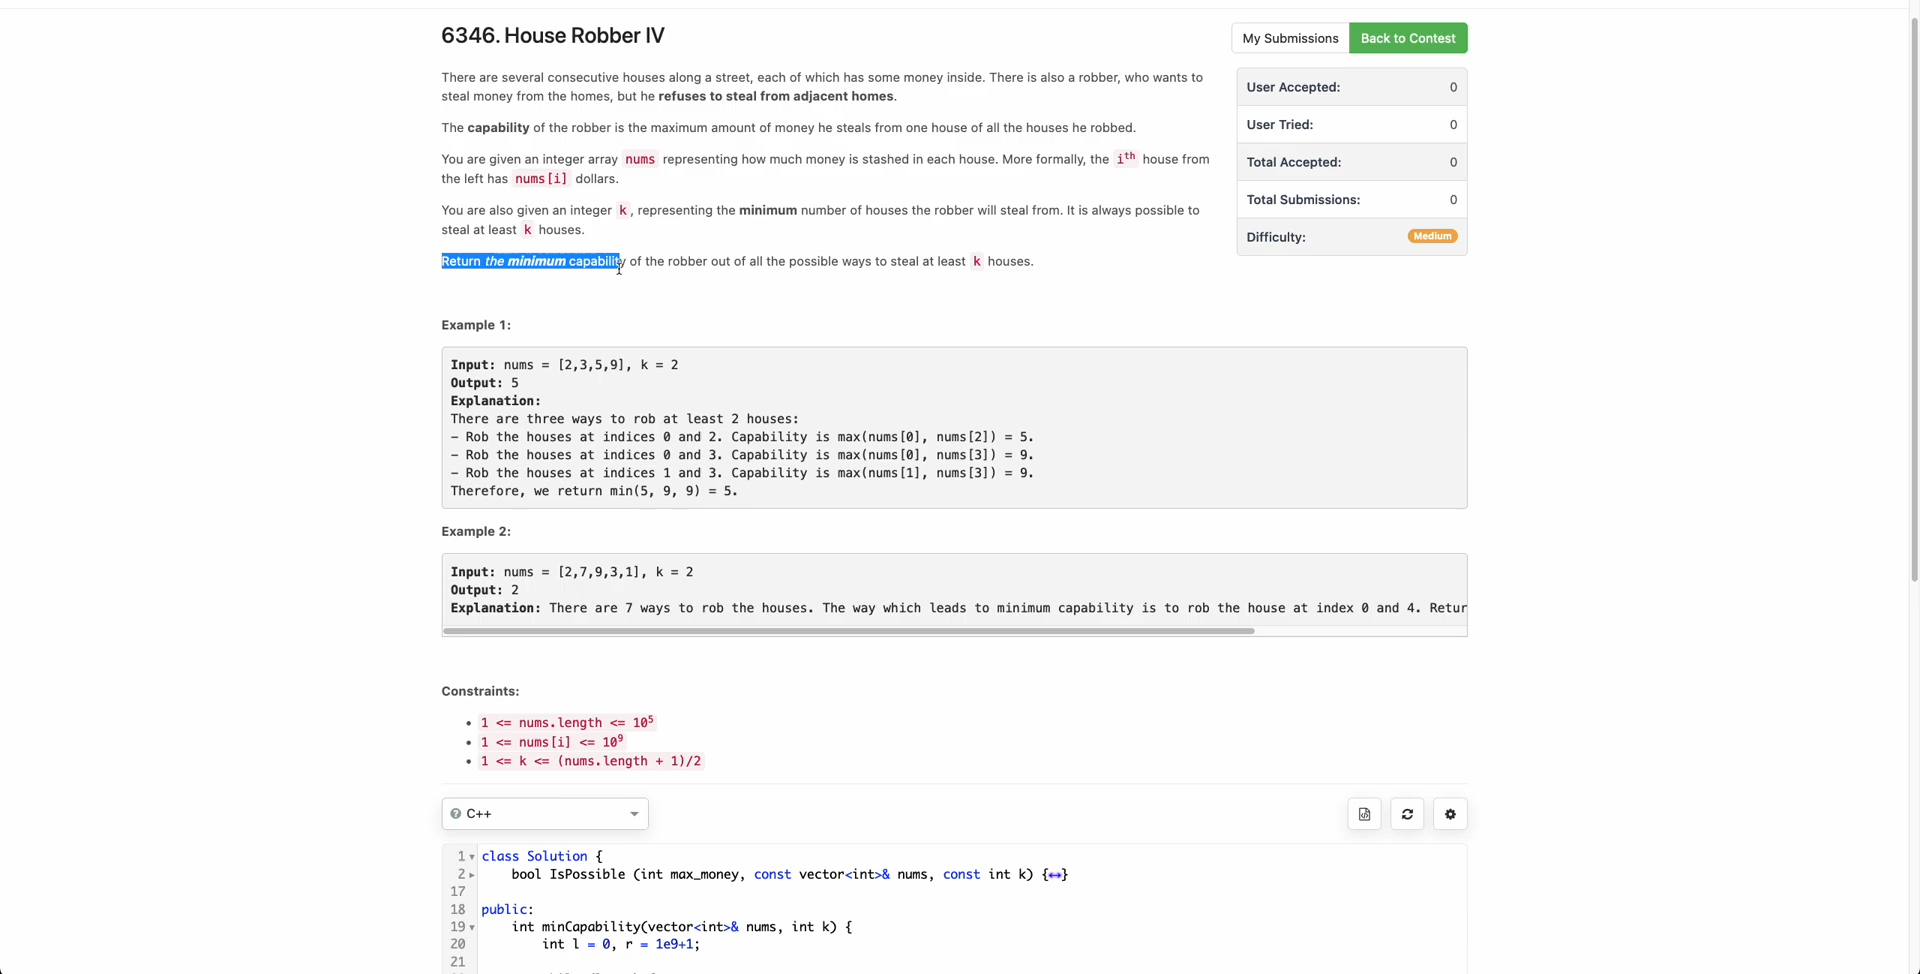 6346. House Robber IV
My Submissions
Back to Contest
There are several consecutive houses along a street, each of which has some money inside. There is also a robber, who wants to
steal money from the homes, but he refuses to steal from adjacent homes.
The capability of the robber is the maximum amount of money he steals from one house of all the houses he robbed.
You are given an integer array nums representing how much money is stashed in each house. More formally, the ith house from
the left has nums[i] dollars.
You are also given an integer k, representing the minimum number of houses the robber will steal from. It is always possible to
steal at least k houses.
Return the minimum capability of the robber out of all the possible ways to steal at least k houses.
User Accepted: 0
User Tried: 0
Total Accepted: 0
Total Submissions: 0
Difficulty: Medium
Example 1:
Input: nums = [2,3,5,9], k = 2
Output: 5
Explanation:
There are three ways to rob at least 2 houses:
- Rob the houses at indices 0 and 2. Capability is max(nums[0], nums[2]) = 5.
- Rob the houses at indices 0 and 3. Capability is max(nums[0], nums[3]) = 9.
- Rob the houses at indices 1 and 3. Capability is max(nums[1], nums[3]) = 9.
Therefore, we return min(5, 9, 9) = 5.
Example 2:
Input: nums = [2,7,9,3,1], k = 2
Output: 2
Explanation: There are 7 ways to rob the houses. The way which leads to minimum capability is to rob the house at index 0 and 4. Retur
Constraints:
• 1 <= nums.length <= 10⁵
• 1 <= nums[i] <= 10⁹
• 1 <= k <= (nums.length + 1)/2
C++
1 class Solution {
2 bool IsPossible (int max_money, const vector<int>& nums, const int k) {↔}
17
18 public:
19 int minCapability(vector<int>& nums, int k) {
20 int l = 0, r = 1e9+1;
21